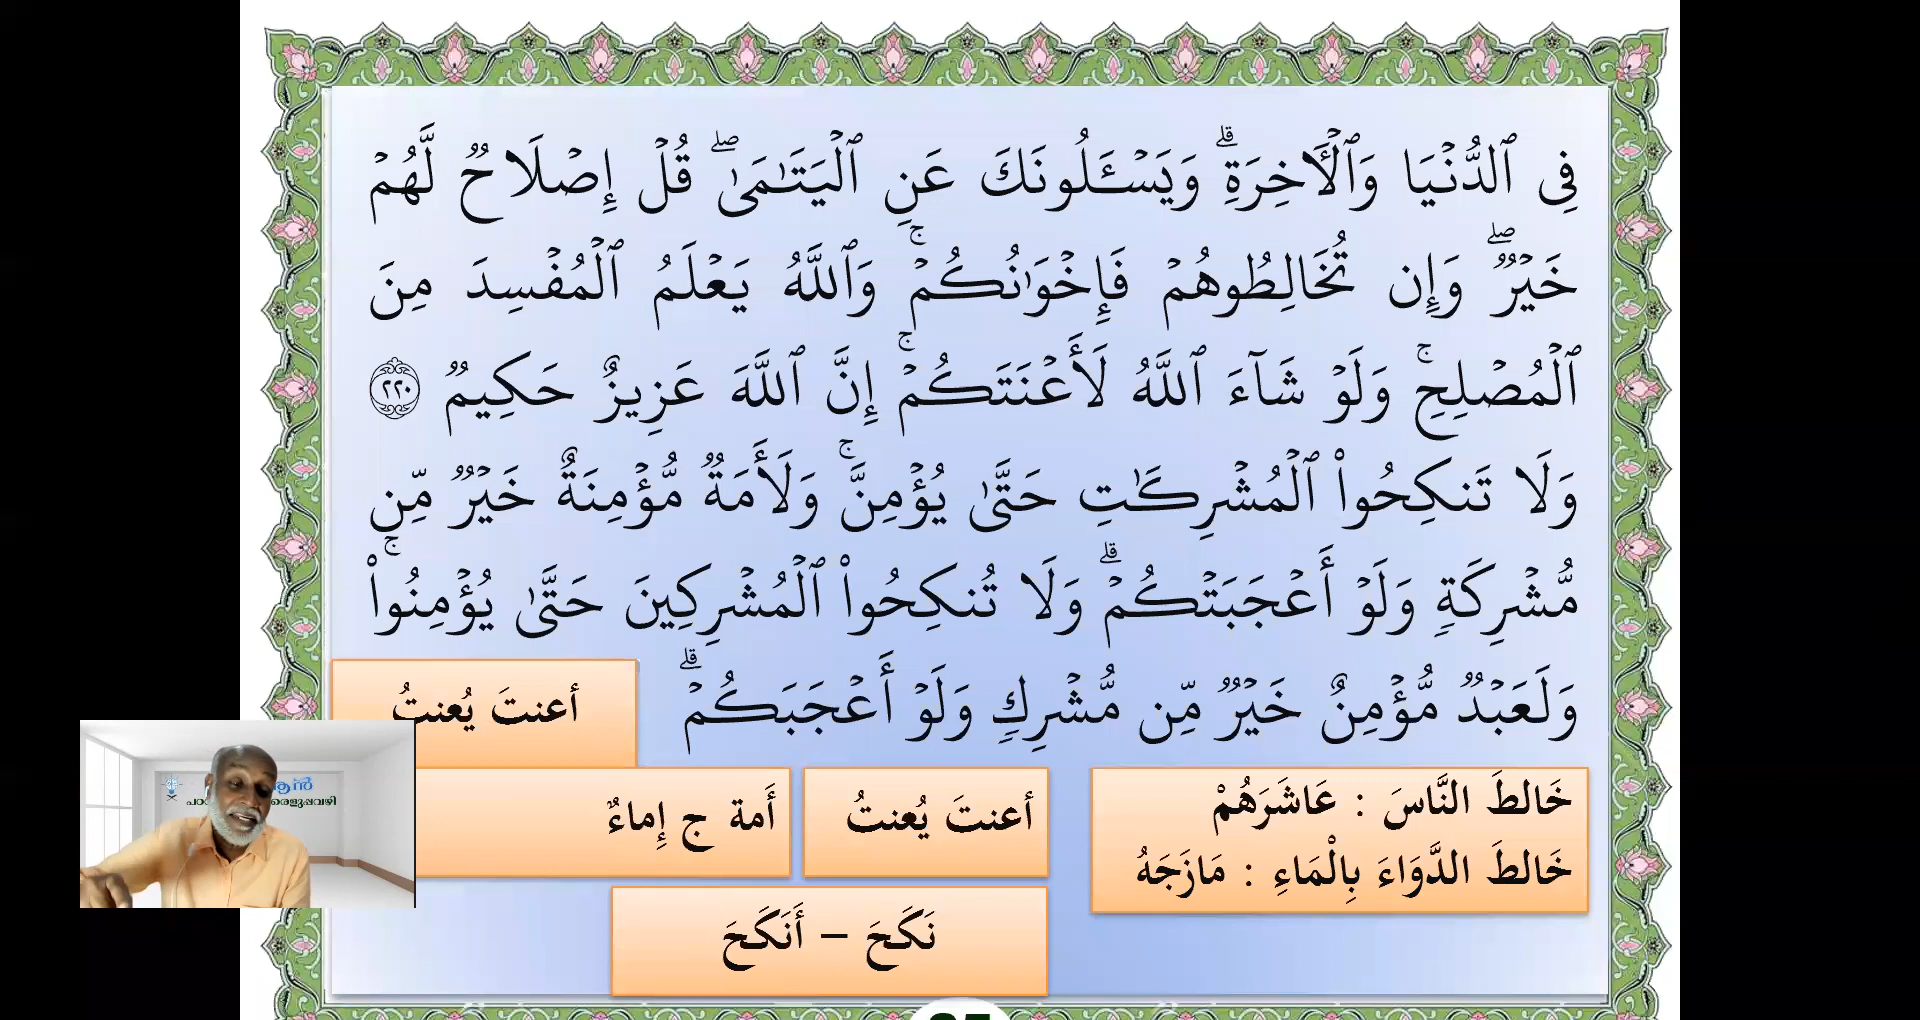 فِى ٱلدُّنۡيَا وَٱلۡأٓخِرَةِۗ وَيَسۡـَٔلُونَكَ عَنِ ٱلۡيَتَٰمَىٰۖ قُلۡ إِصۡلَاحٞ لَّهُمۡ
خَيۡرٞۖ وَإِن تُخَالِطُوهُمۡ فَإِخۡوَٰنُكُمۡۚ وَٱللَّهُ يَعۡلَمُ ٱلۡمُفۡسِدَ مِنَ
ٱلۡمُصۡلِحِۚ وَلَوۡ شَآءَ ٱللَّهُ لَأَعۡنَتَكُمۡۚ إِنَّ ٱللَّهَ عَزِيزٌ حَكِيمٞ ٢٢٠
وَلَا تَنكِحُواْ ٱلۡمُشۡرِكَٰتِ حَتَّىٰ يُؤۡمِنَّۚ وَلَأَمَةٞ مُّؤۡمِنَةٌ خَيۡرٞ مِّن
مُّشۡرِكَةٖ وَلَوۡ أَعۡجَبَتۡكُمۡۗ وَلَا تُنكِحُواْ ٱلۡمُشۡرِكِينَ حَتَّىٰ يُؤۡمِنُواْۚ
وَلَعَبۡدٞ مُّؤۡمِنٌ خَيۡرٞ مِّن مُّشۡرِكٖ وَلَوۡ أَعۡجَبَكُمۡۗ
أعنتَ يُعنتُ
خَالطَ النَّاسَ : عَاشَرَهُمْ
خَالطَ الدَّوَاءَ بِالْمَاءِ : مَازَجَهُ
أعنتَ يُعنتُ
أَمة ج إِماءٌ
نَكَحَ – أَنَكَحَ